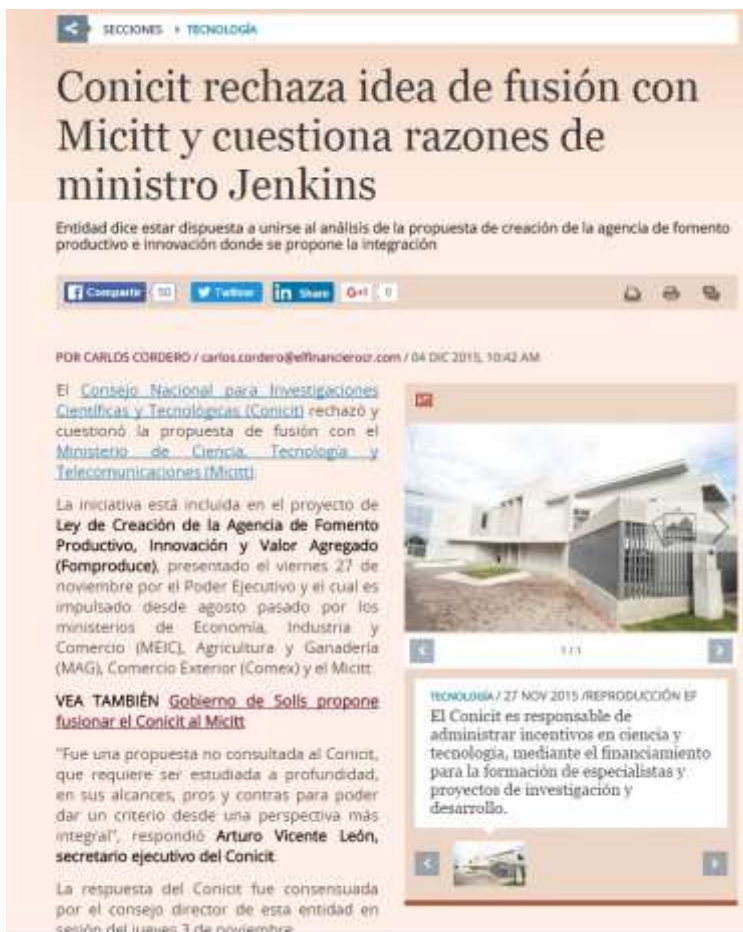 SECCIONES > TECNOLOGÍA
Conicit rechaza idea de fusión con
Micitt y cuestiona razones de
ministro Jenkins
Entidad dice estar dispuesta a unirse al análisis de la propuesta de creación de la agencia de fomento
productivo e innovación donde se propone la integración
Compartir 50 Twittear Share G+1 0
POR CARLOS CORDERO / carlos.cordero@elfinancierocr.com / 04 DIC 2015, 10:42 AM
El Consejo Nacional para Investigaciones
Científicas y Tecnológicas (Conicit) rechazó y
cuestionó la propuesta de fusión con el
Ministerio de Ciencia, Tecnología y
Telecomunicaciones (Micitt).
La iniciativa está incluida en el proyecto de
Ley de Creación de la Agencia de Fomento
Productivo, Innovación y Valor Agregado
(Fomproduce), presentado el viernes 27 de
noviembre por el Poder Ejecutivo y el cual es
impulsado desde agosto pasado por los
ministerios de Economía, Industria y
Comercio (MEIC), Agricultura y Ganadería
(MAG), Comercio Exterior (Comex) y el Micitt.
VEA TAMBIÉN Gobierno de Solís propone
fusionar el Conicit al Micitt
"Fue una propuesta no consultada al Conicit,
que requiere ser estudiada a profundidad,
en sus alcances, pros y contras para poder
dar un criterio desde una perspectiva más
integral", respondió Arturo Vicente León,
secretario ejecutivo del Conicit.
La respuesta del Conicit fue consensuada
por el consejo director de esta entidad en
sesión del jueves 3 de noviembre.
1 / 1
TECNOLOGÍA / 27 NOV 2015 /REPRODUCCIÓN EF
El Conicit es responsable de
administrar incentivos en ciencia y
tecnología, mediante el financiamiento
para la formación de especialistas y
proyectos de investigación y
desarrollo.